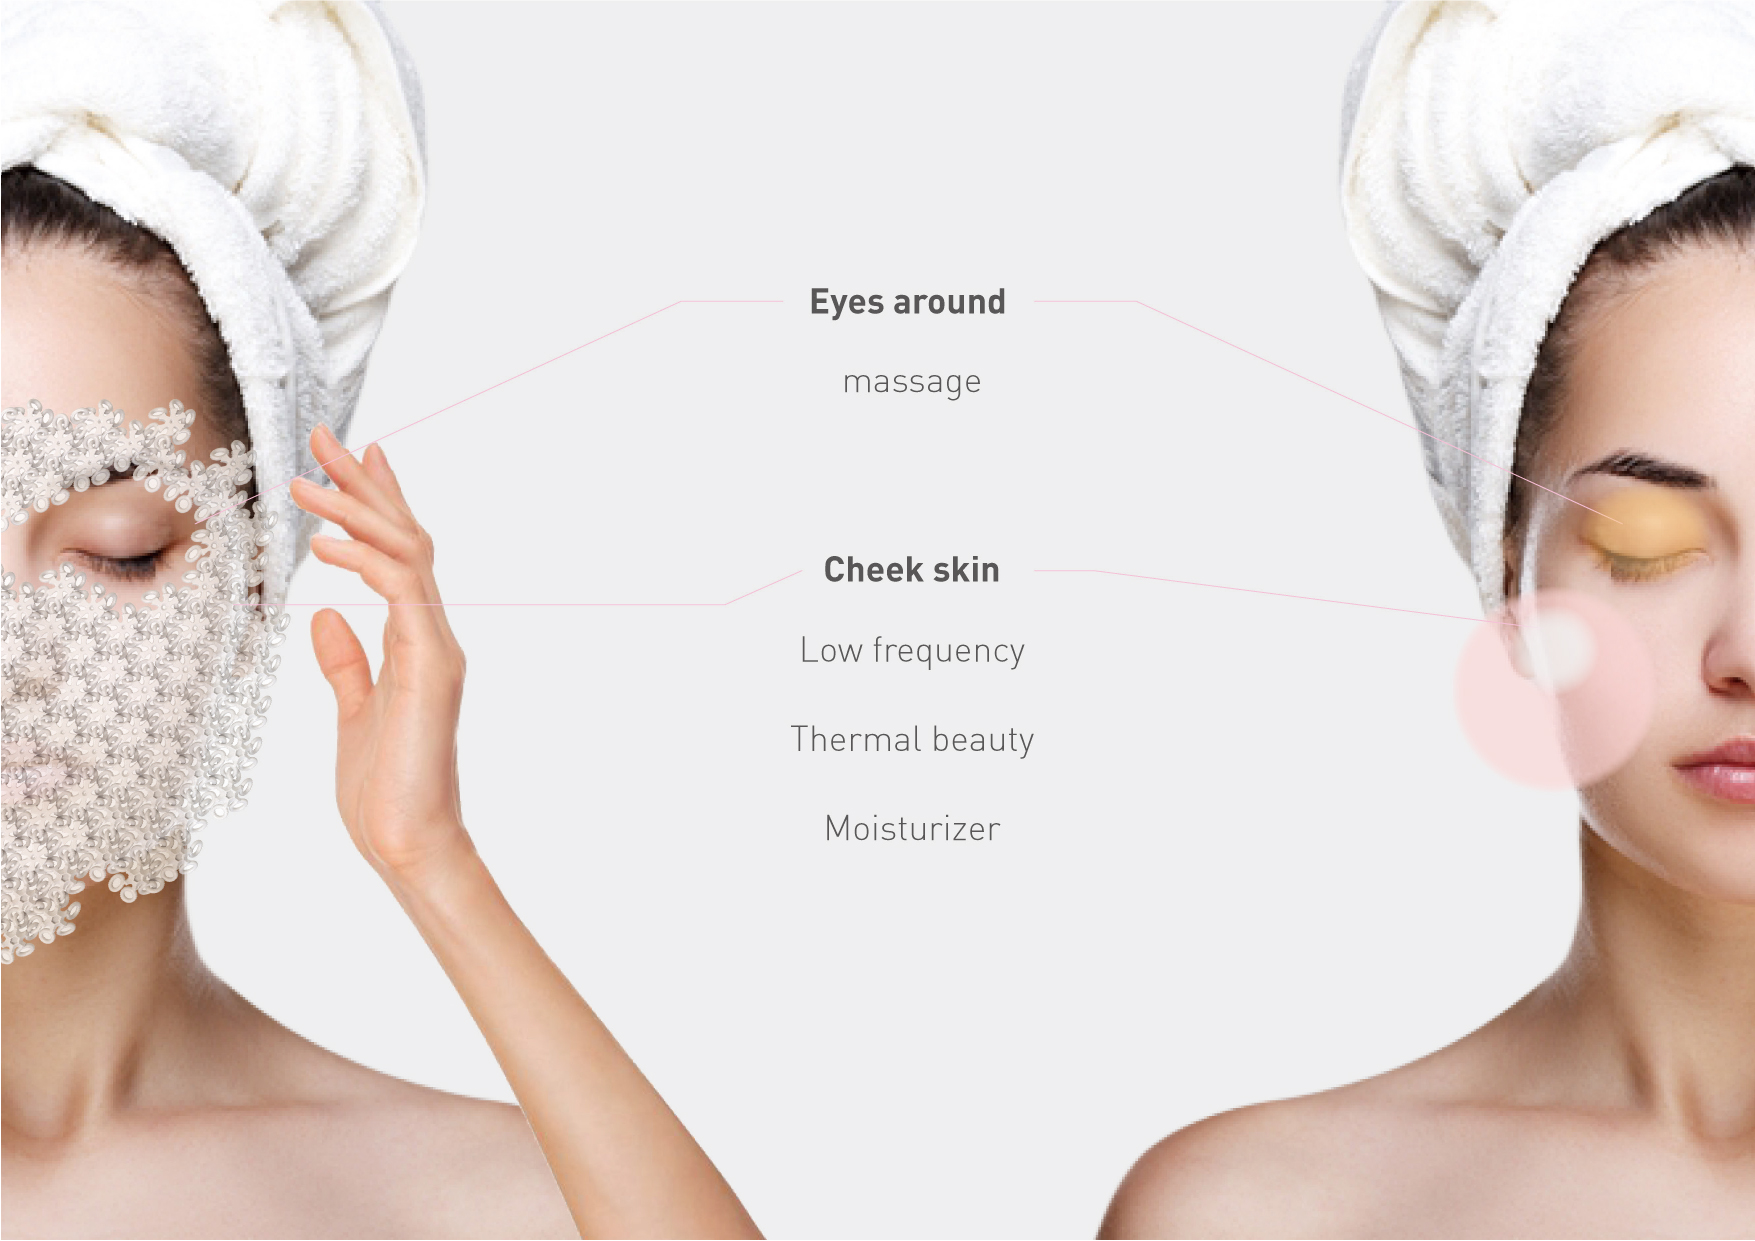 Eyes around
massage
Cheek skin
Low frequency
Thermal beauty
Moisturizer